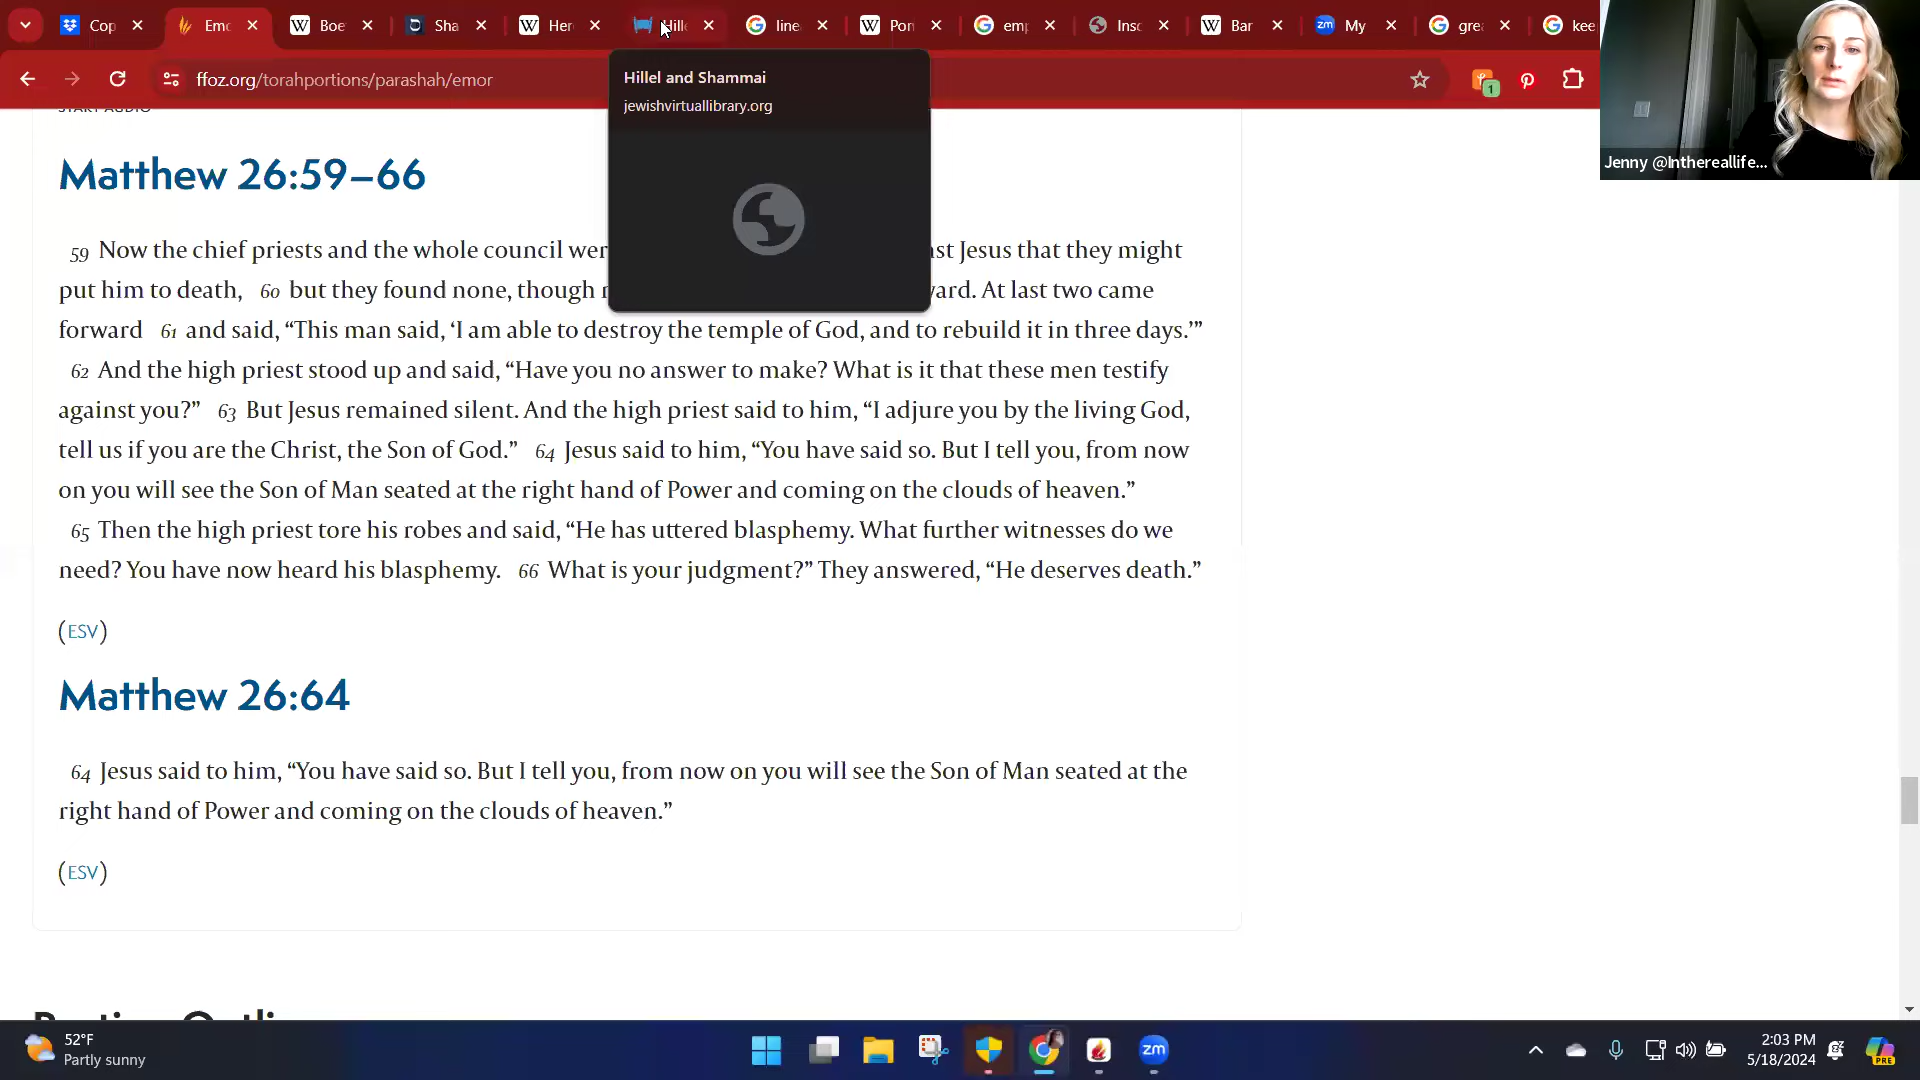 Cop
Emo
Boe
Sha
Her
Hille
line
Pon
emp
Insc
Bar
My
grea
kee
ffoz.org/torahportions/parashah/emor
1
Hillel and Shammai
jewishvirtuallibrary.org
Jenny @Inthereallife...
START AUDIO
Matthew 26:59–66
59 Now the chief priests and the whole council wer
st Jesus that they might
put him to death, 60 but they found none, though
ward. At last two came
forward 61 and said, “This man said, ‘I am able to destroy the temple of God, and to rebuild it in three days.’”
62 And the high priest stood up and said, “Have you no answer to make? What is it that these men testify
against you?” 63 But Jesus remained silent. And the high priest said to him, “I adjure you by the living God,
tell us if you are the Christ, the Son of God.” 64 Jesus said to him, “You have said so. But I tell you, from now
on you will see the Son of Man seated at the right hand of Power and coming on the clouds of heaven.”
65 Then the high priest tore his robes and said, “He has uttered blasphemy. What further witnesses do we
need? You have now heard his blasphemy. 66 What is your judgment?” They answered, “He deserves death.”
(ESV)
Matthew 26:64
64 Jesus said to him, “You have said so. But I tell you, from now on you will see the Son of Man seated at the
right hand of Power and coming on the clouds of heaven.”
(ESV)
52°F
Partly sunny
zm
2:03 PM
5/18/2024
PRE